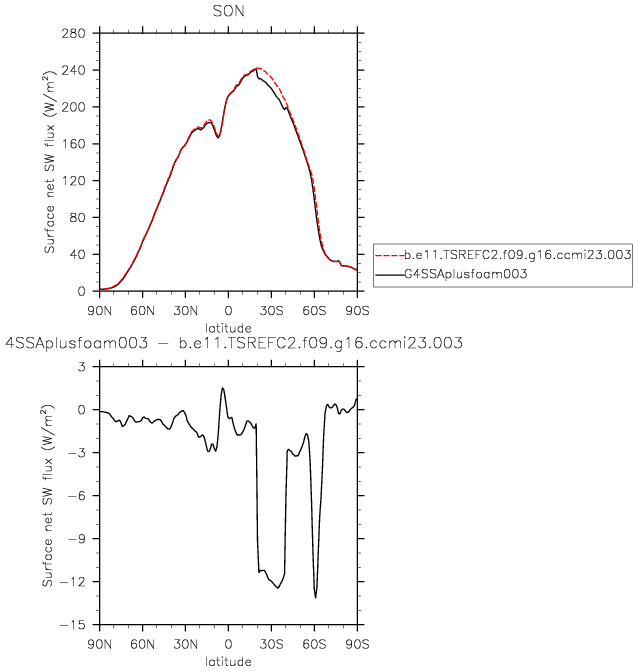 SON
280
240
200
160
120
80
40
0
Surface net SW flux (W/m²)
90N 60N 30N 0 30S 60S 90S
latitude
b.e11.TSREFC2.f09.g16.ccmi23.003
G4SSAplusfoam003
4SSAplusfoam003 − b.e11.TSREFC2.f09.g16.ccmi23.003
3
0
−3
−6
−9
−12
−15
Surface net SW flux (W/m²)
90N 60N 30N 0 30S 60S 90S
latitude